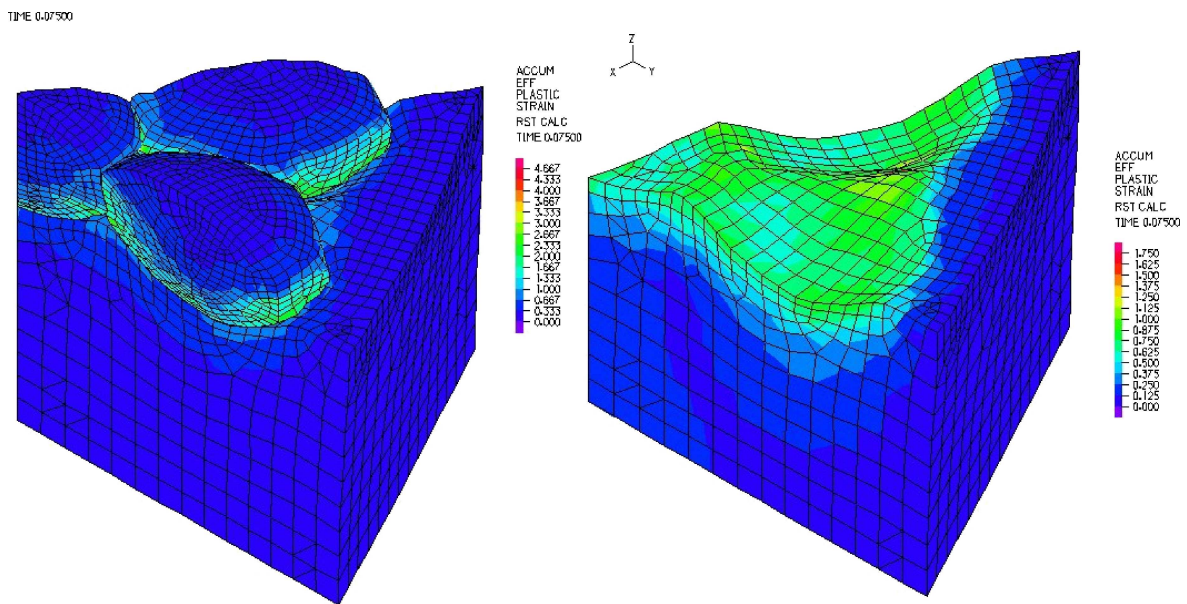 TIME 0.07500
ACCUM
EFF
PLASTIC
STRAIN
RST CALC
TIME 0.07500
4.667
4.333
4.000
3.667
3.333
3.000
2.667
2.333
2.000
1.667
1.333
1.000
0.667
0.333
0.000
Z
X
Y
ACCUM
EFF
PLASTIC
STRAIN
RST CALC
TIME 0.07500
1.750
1.625
1.500
1.375
1.250
1.125
1.000
0.875
0.750
0.625
0.500
0.375
0.250
0.125
0.000